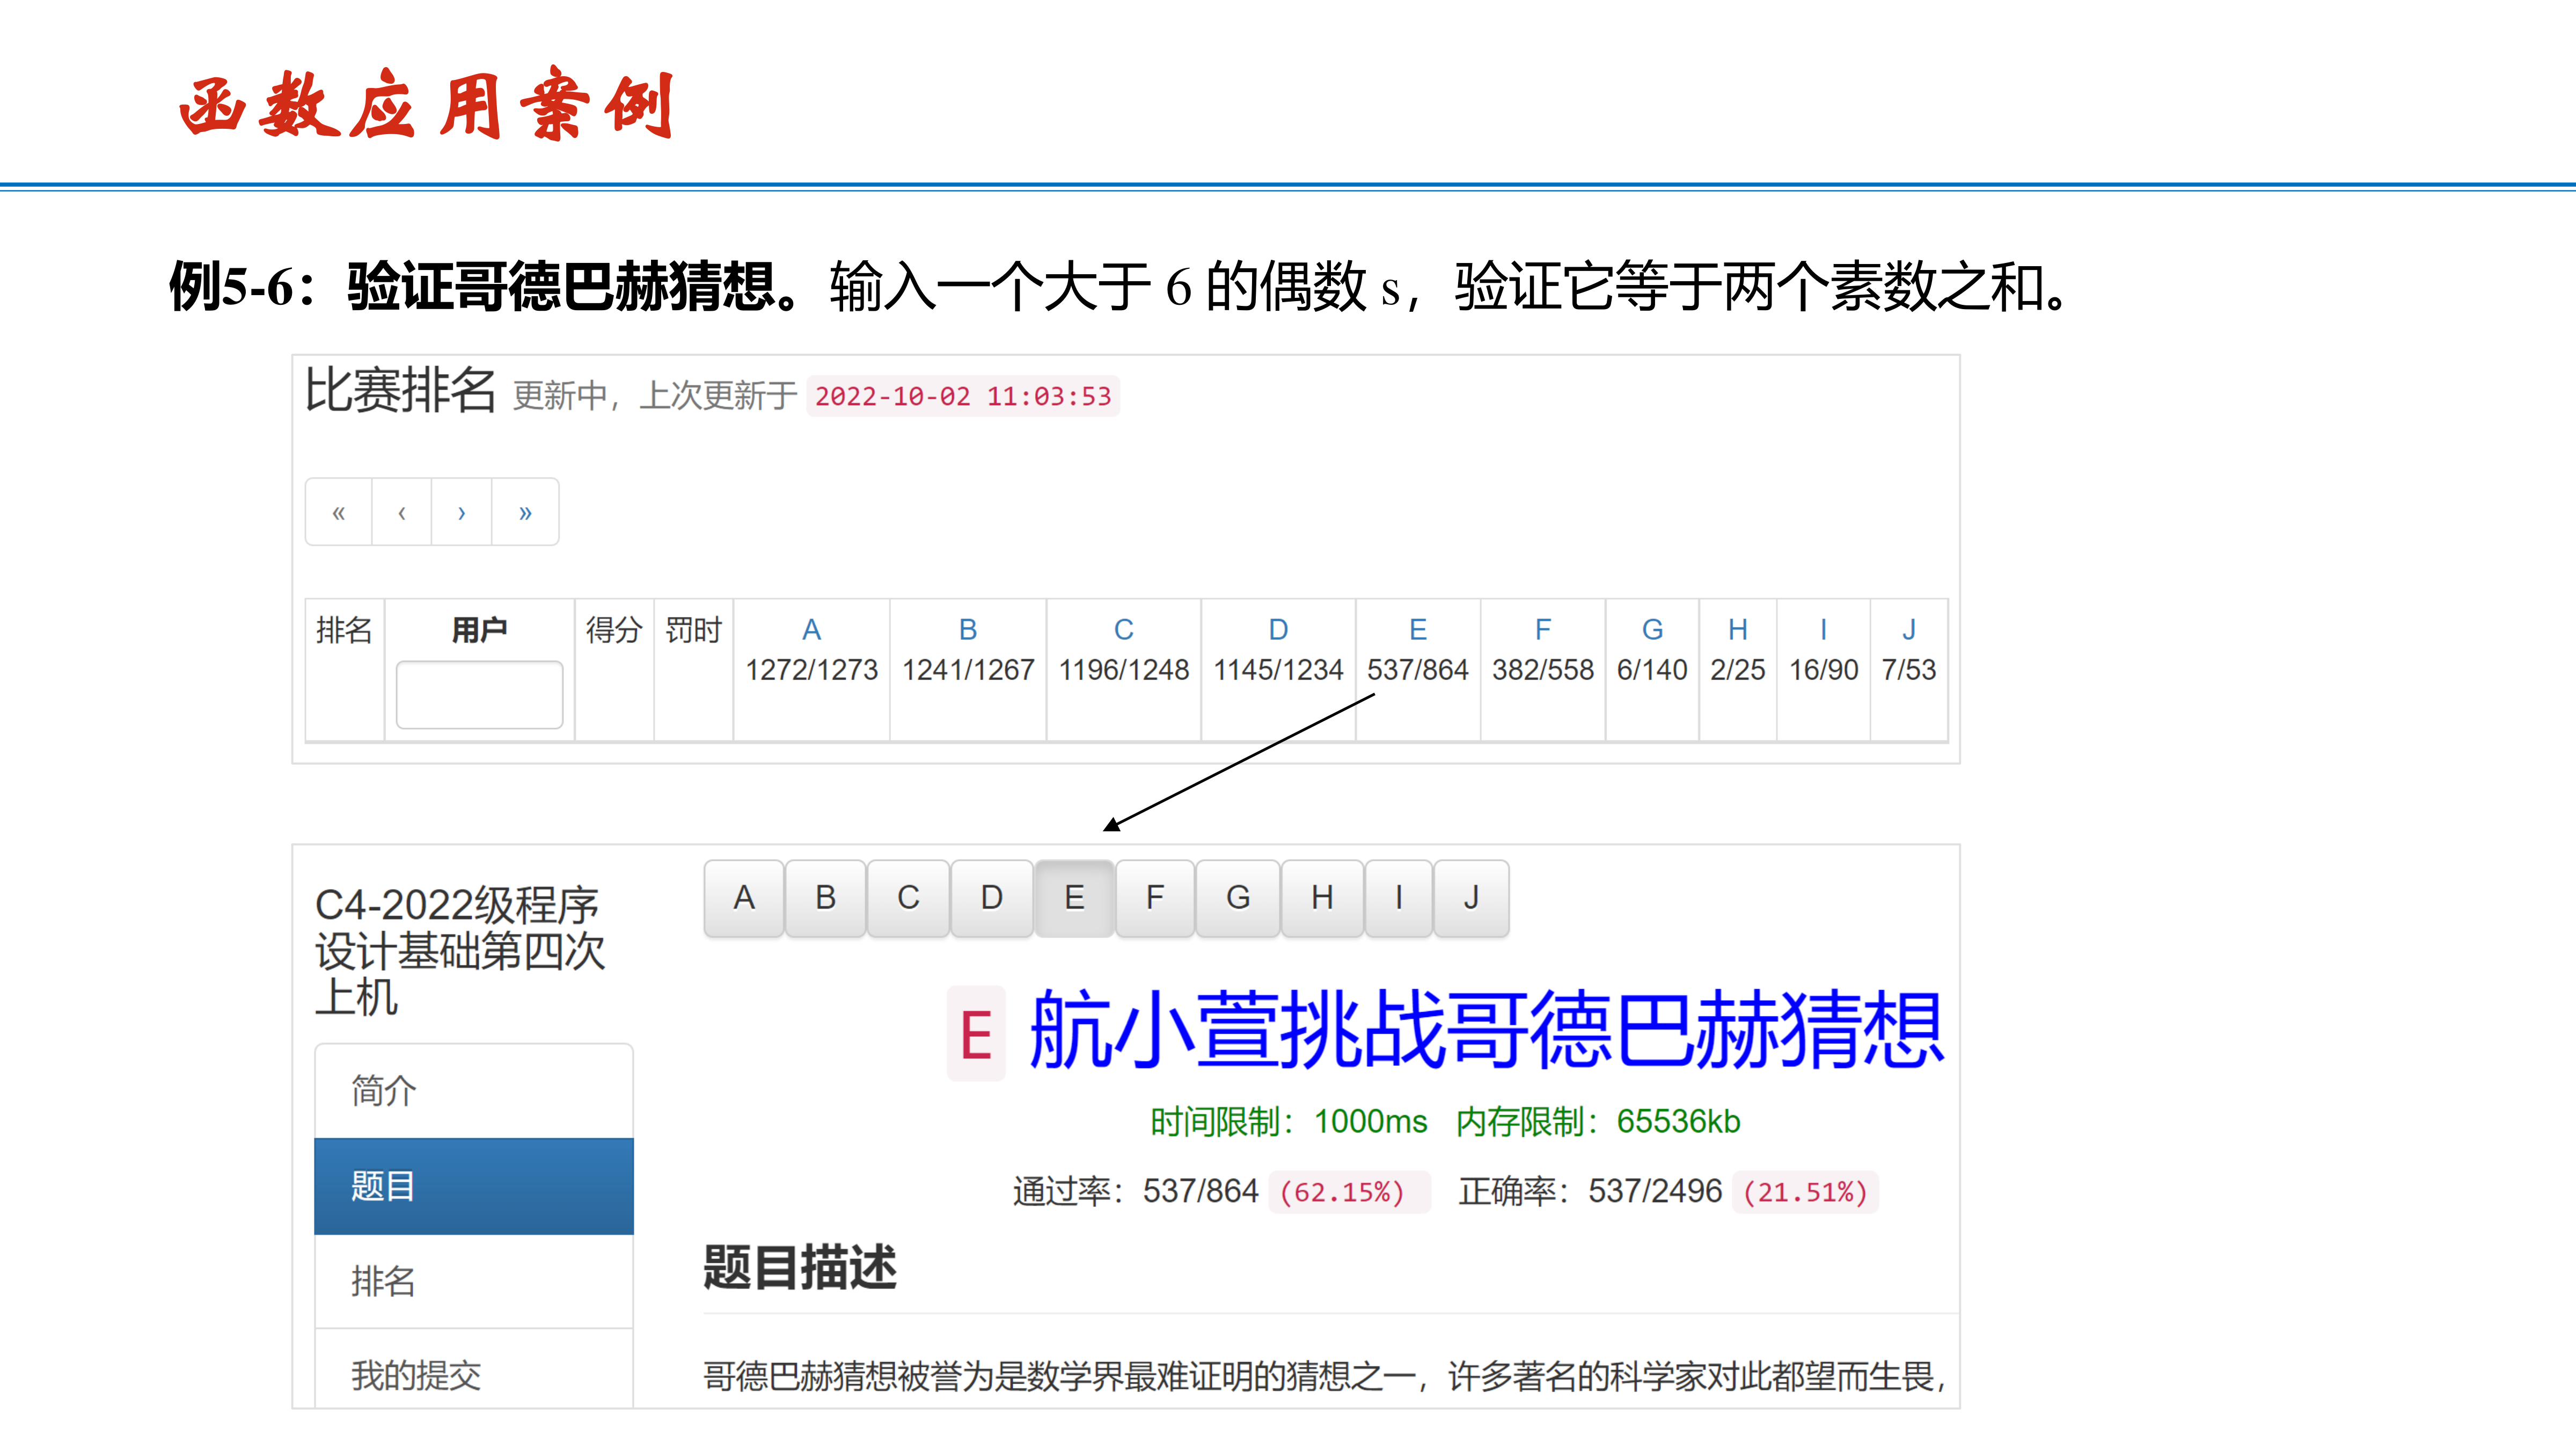 函数应用案例
例5-6：验证哥德巴赫猜想。输入一个大于 6 的偶数 s，验证它等于两个素数之和。
比赛排名 更新中，上次更新于 2022-10-02 11:03:53
« ‹ › »
排名 用户 得分 罚时 A B C D E F G H I J
1272/1273 1241/1267 1196/1248 1145/1234 537/864 382/558 6/140 2/25 16/90 7/53
A B C D E F G H I J
C4-2022级程序
设计基础第四次
上机
E 航小萱挑战哥德巴赫猜想
时间限制：1000ms 内存限制：65536kb
通过率：537/864 (62.15%) 正确率：537/2496 (21.51%)
简介
题目
排名
我的提交
题目描述
哥德巴赫猜想被誉为是数学界最难证明的猜想之一，许多著名的科学家对此都望而生畏，